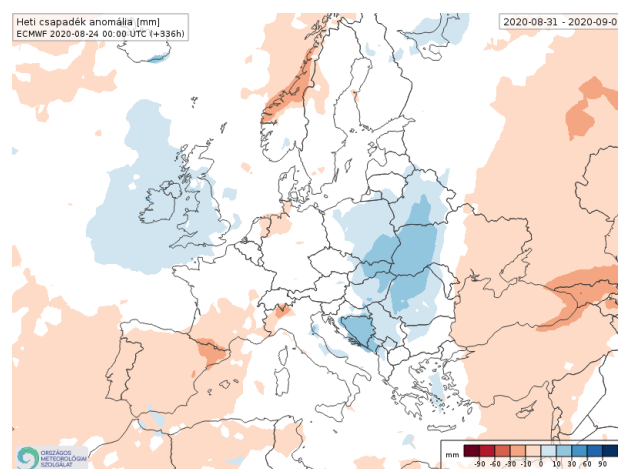 Heti csapadék anomália [mm]
ECMWF 2020-08-24 00:00 UTC (+336h)
2020-08-31 - 2020-09-0
ORSZÁGOS
METEOROLÓGIAI
SZOLGÁLAT
mm
-90 -50 -30 -10 0 10 30 60 90